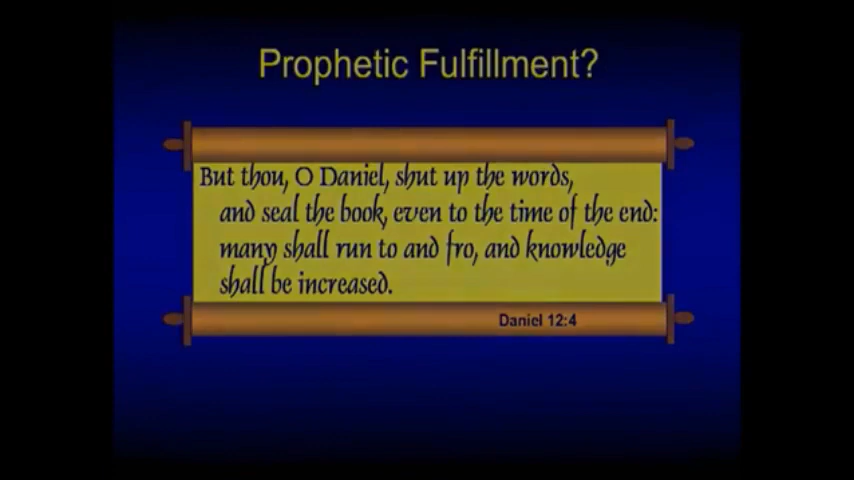 Prophetic Fulfillment?
But thou, O Daniel, shut up the words,
and seal the book, even to the time of the end:
many shall run to and fro, and knowledge
shall be increased.
Daniel 12:4